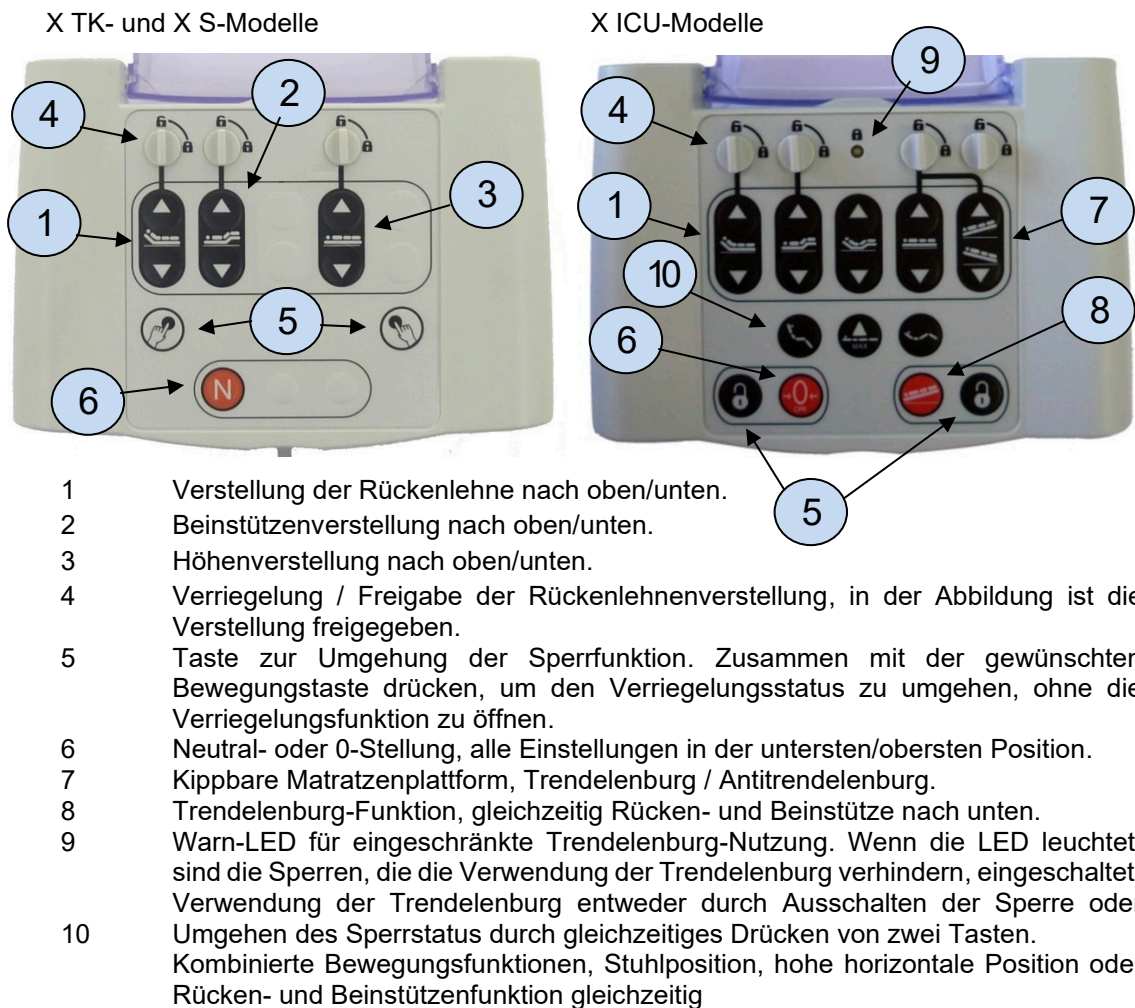 X TK- und X S-Modelle
X ICU-Modelle
4
2
1
3
5
6
N
9
4
1
7
10
MAX
6
8
0
CPR
5
1 Verstellung der Rückenlehne nach oben/unten.
2 Beinstützenverstellung nach oben/unten.
3 Höhenverstellung nach oben/unten.
4 Verriegelung / Freigabe der Rückenlehnenverstellung, in der Abbildung ist die
Verstellung freigegeben.
5 Taste zur Umgehung der Sperrfunktion. Zusammen mit der gewünschter
Bewegungstaste drücken, um den Verriegelungsstatus zu umgehen, ohne die
Verriegelungsfunktion zu öffnen.
6 Neutral- oder 0-Stellung, alle Einstellungen in der untersten/obersten Position.
7 Kippbare Matratzenplattform, Trendelenburg / Antitrendelenburg.
8 Trendelenburg-Funktion, gleichzeitig Rücken- und Beinstütze nach unten.
9 Warn-LED für eingeschränkte Trendelenburg-Nutzung. Wenn die LED leuchtet
sind die Sperren, die die Verwendung der Trendelenburg verhindern, eingeschaltet
Verwendung der Trendelenburg entweder durch Ausschalten der Sperre oder
10 Umgehen des Sperrstatus durch gleichzeitiges Drücken von zwei Tasten.
Kombinierte Bewegungsfunktionen, Stuhlposition, hohe horizontale Position ode
Rücken- und Beinstützenfunktion gleichzeitig